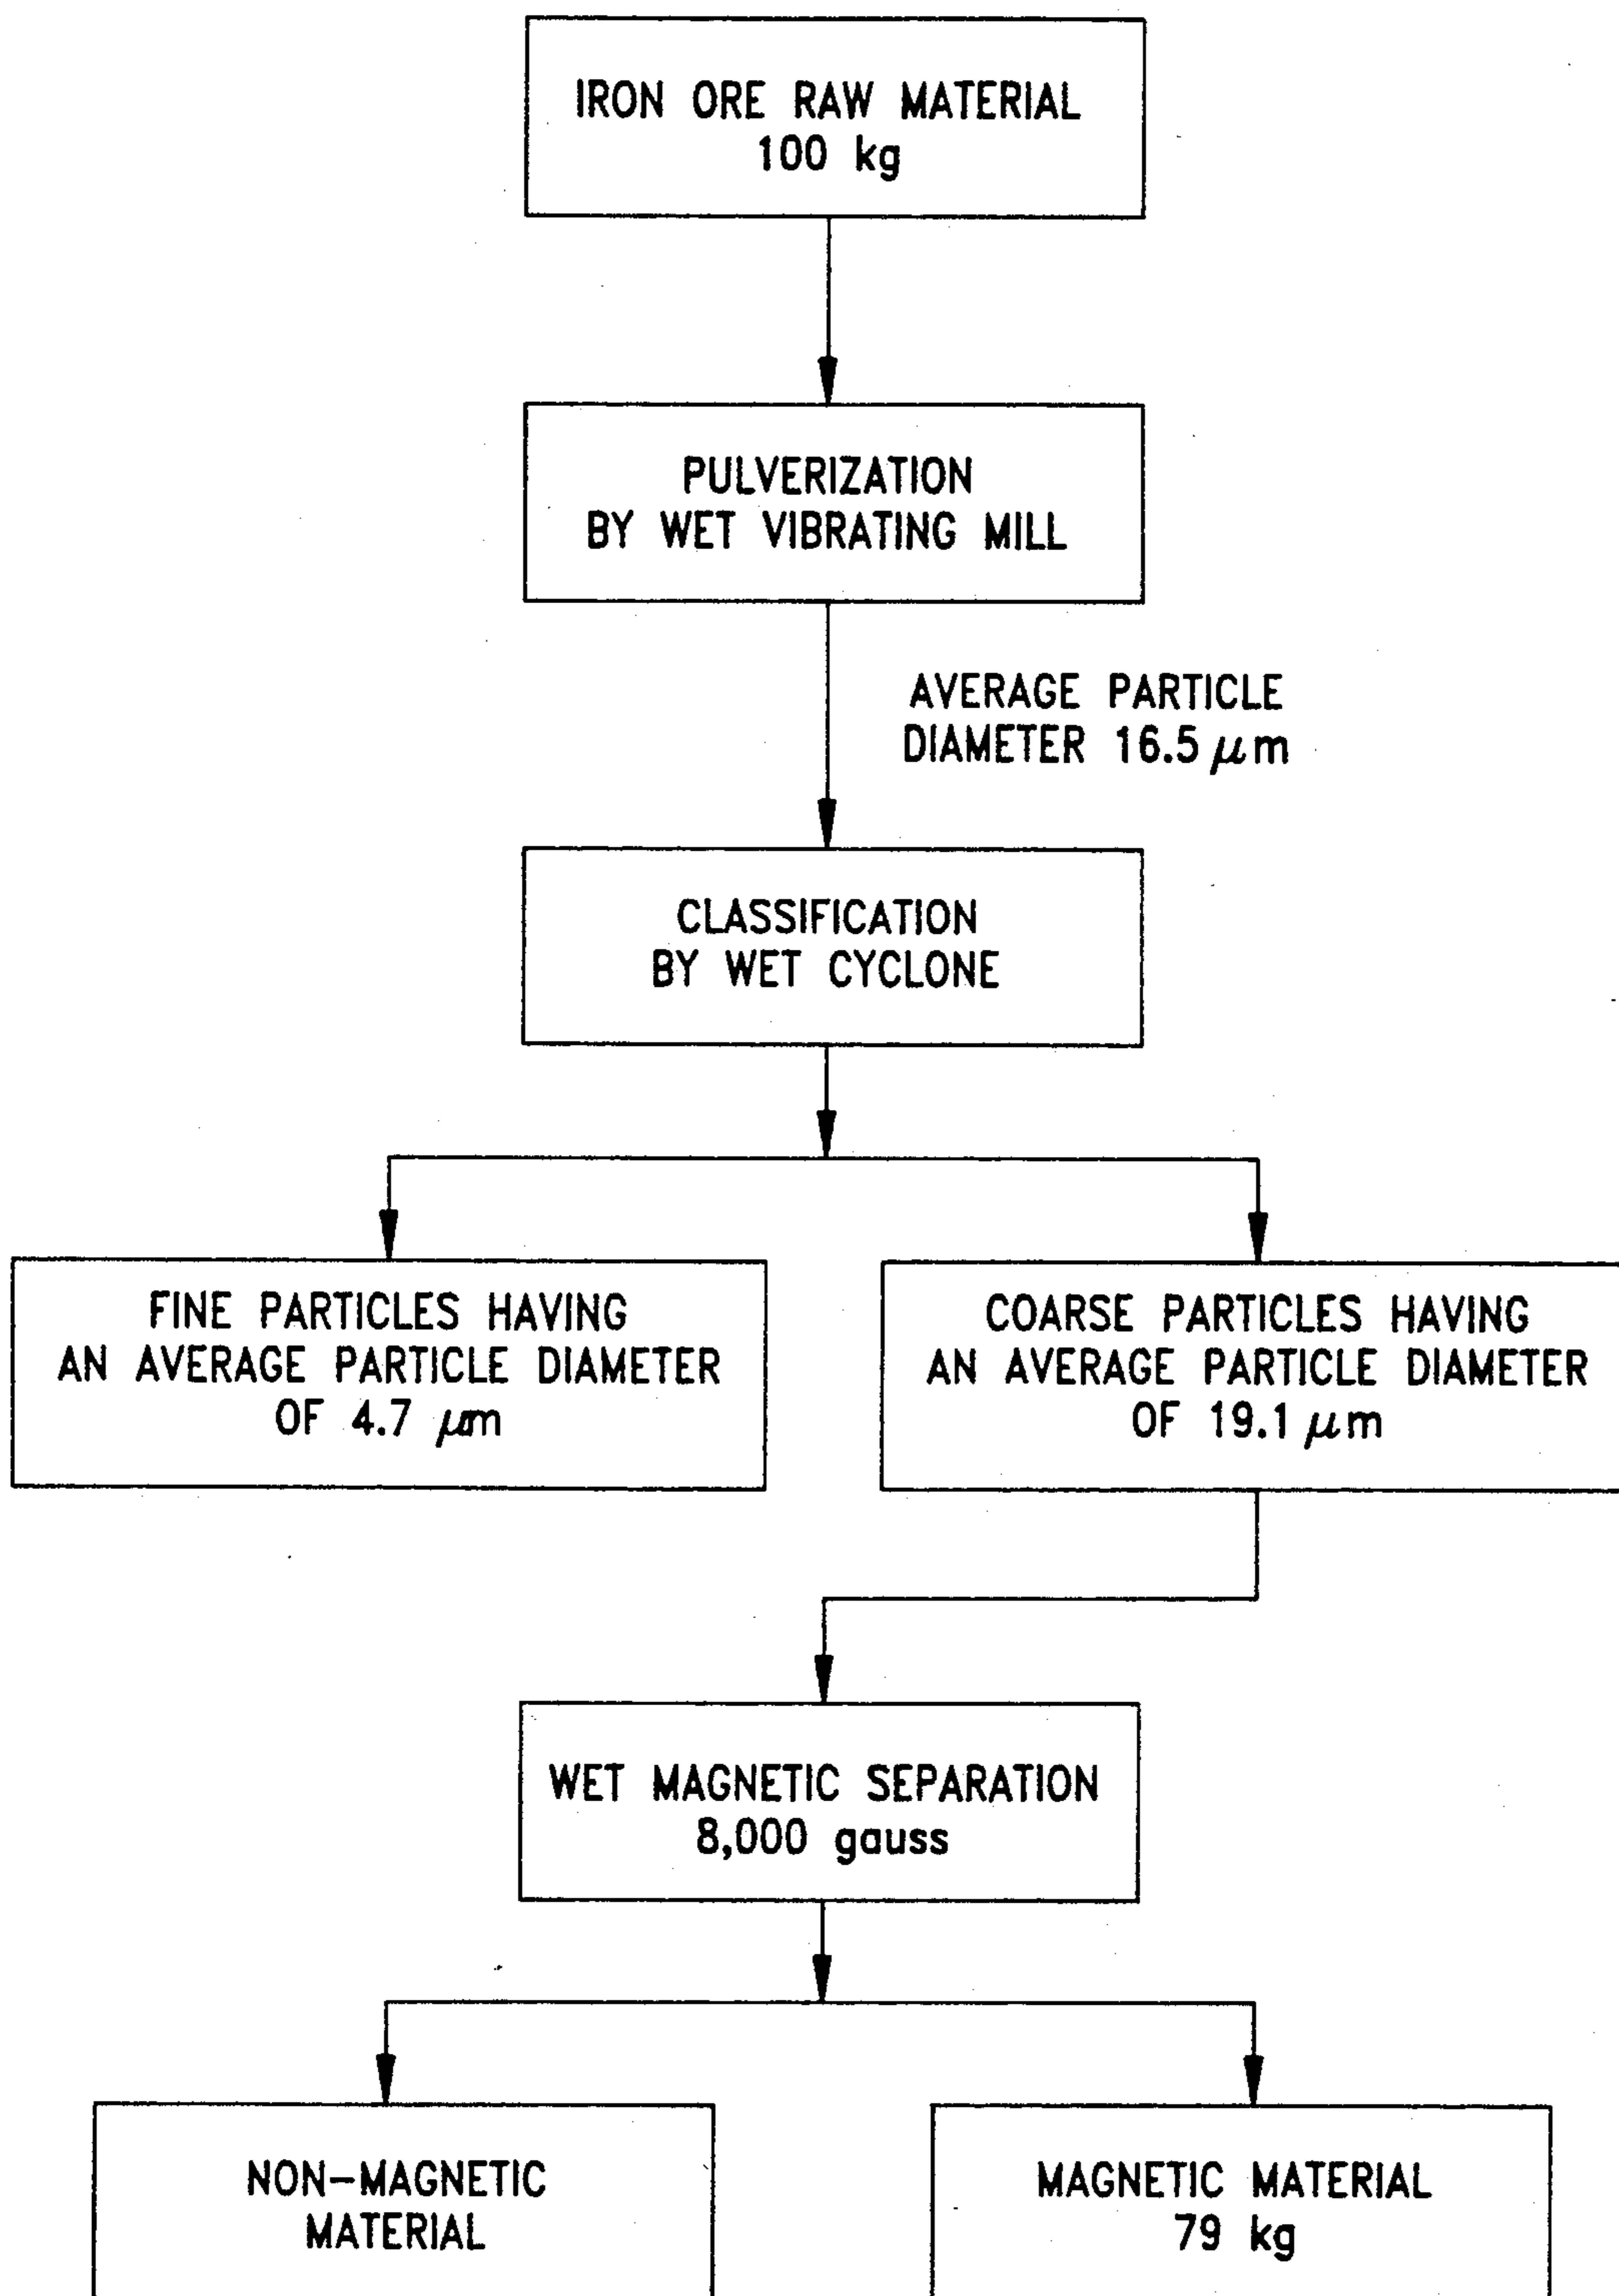 IRON ORE RAW MATERIAL
100 kg
PULVERIZATION
BY WET VIBRATING MILL
AVERAGE PARTICLE
DIAMETER 16.5 μm
CLASSIFICATION
BY WET CYCLONE
FINE PARTICLES HAVING
AN AVERAGE PARTICLE DIAMETER
OF 4.7 μm
COARSE PARTICLES HAVING
AN AVERAGE PARTICLE DIAMETER
OF 19.1 μm
WET MAGNETIC SEPARATION
8,000 gauss
NON-MAGNETIC
MATERIAL
MAGNETIC MATERIAL
79 kg